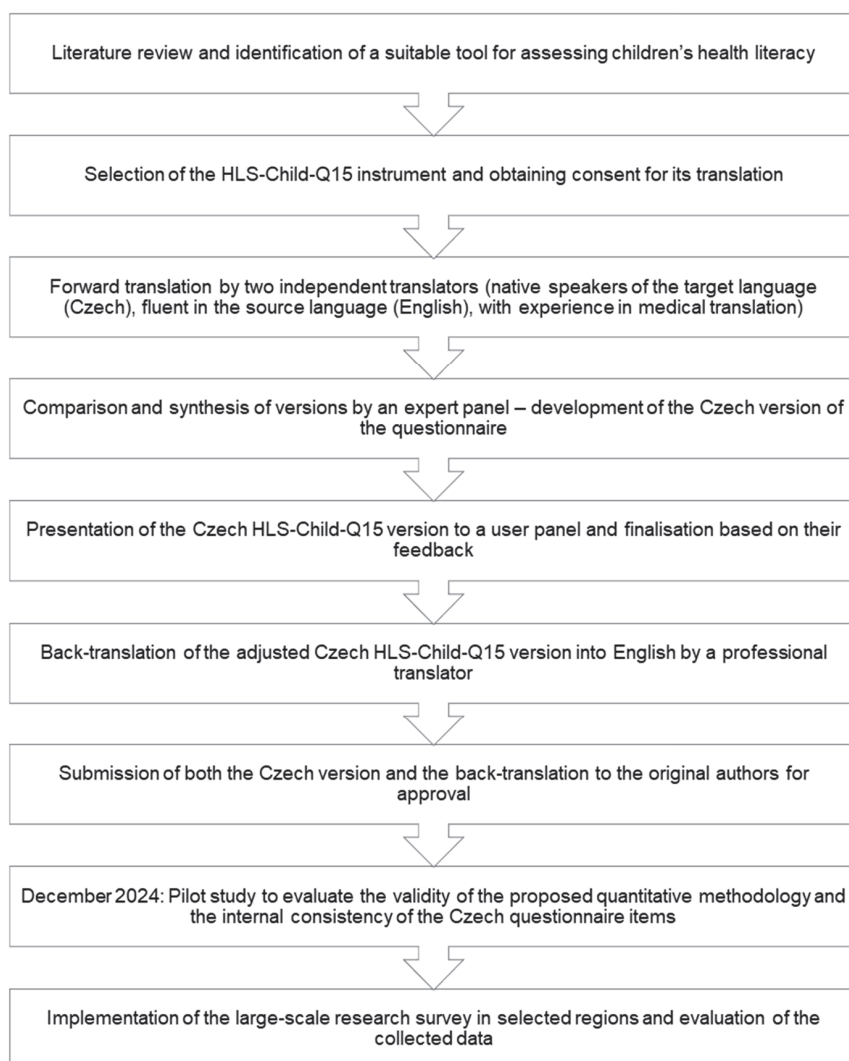 Literature review and identification of a suitable tool for assessing children’s health literacy
Selection of the HLS-Child-Q15 instrument and obtaining consent for its translation
Forward translation by two independent translators (native speakers of the target language
(Czech), fluent in the source language (English), with experience in medical translation)
Comparison and synthesis of versions by an expert panel – development of the Czech version of
the questionnaire
Presentation of the Czech HLS-Child-Q15 version to a user panel and finalisation based on their
feedback
Back-translation of the adjusted Czech HLS-Child-Q15 version into English by a professional
translator
Submission of both the Czech version and the back-translation to the original authors for
approval
December 2024: Pilot study to evaluate the validity of the proposed quantitative methodology and
the internal consistency of the Czech questionnaire items
Implementation of the large-scale research survey in selected regions and evaluation of the
collected data